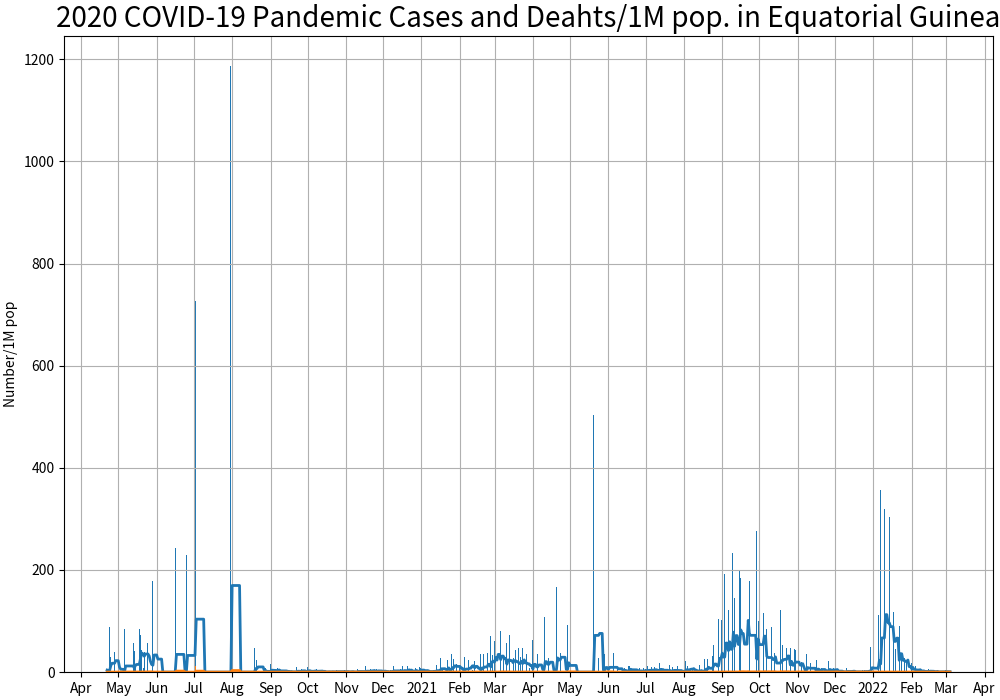 2020 COVID-19 Pandemic Cases and Deahts/1M pop. in Equatorial Guinea
Number/1M pop
1200
1000
800
600
400
200
0
Apr May Jun Jul Aug Sep Oct Nov Dec 2021 Feb Mar Apr May Jun Jul Aug Sep Oct Nov Dec 2022 Feb Mar Apr